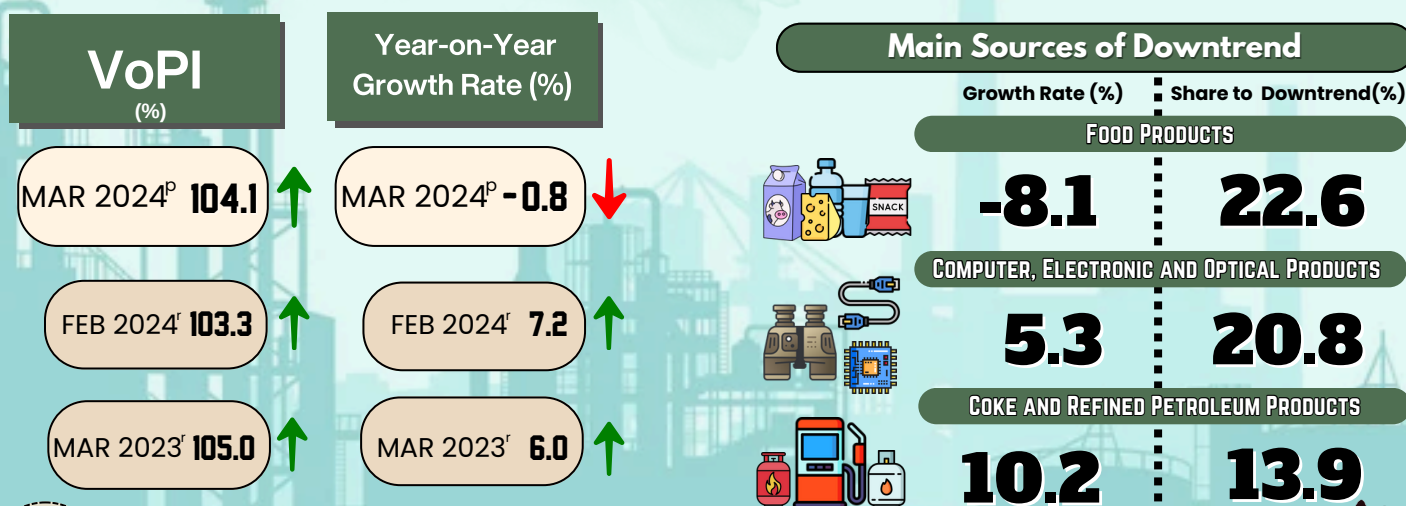 VoPI
(%)
Year-on-Year
Growth Rate (%)
MAR 2024ᵖ 104.1
MAR 2024ᵖ -0.8
FEB 2024ʳ 103.3
FEB 2024ʳ 7.2
MAR 2023ʳ 105.0
MAR 2023ʳ 6.0
Main Sources of Downtrend
Growth Rate (%) Share to Downtrend(%)
FOOD PRODUCTS
SNACK
-8.1 22.6
COMPUTER, ELECTRONIC AND OPTICAL PRODUCTS
5.3 20.8
COKE AND REFINED PETROLEUM PRODUCTS
10.2 13.9